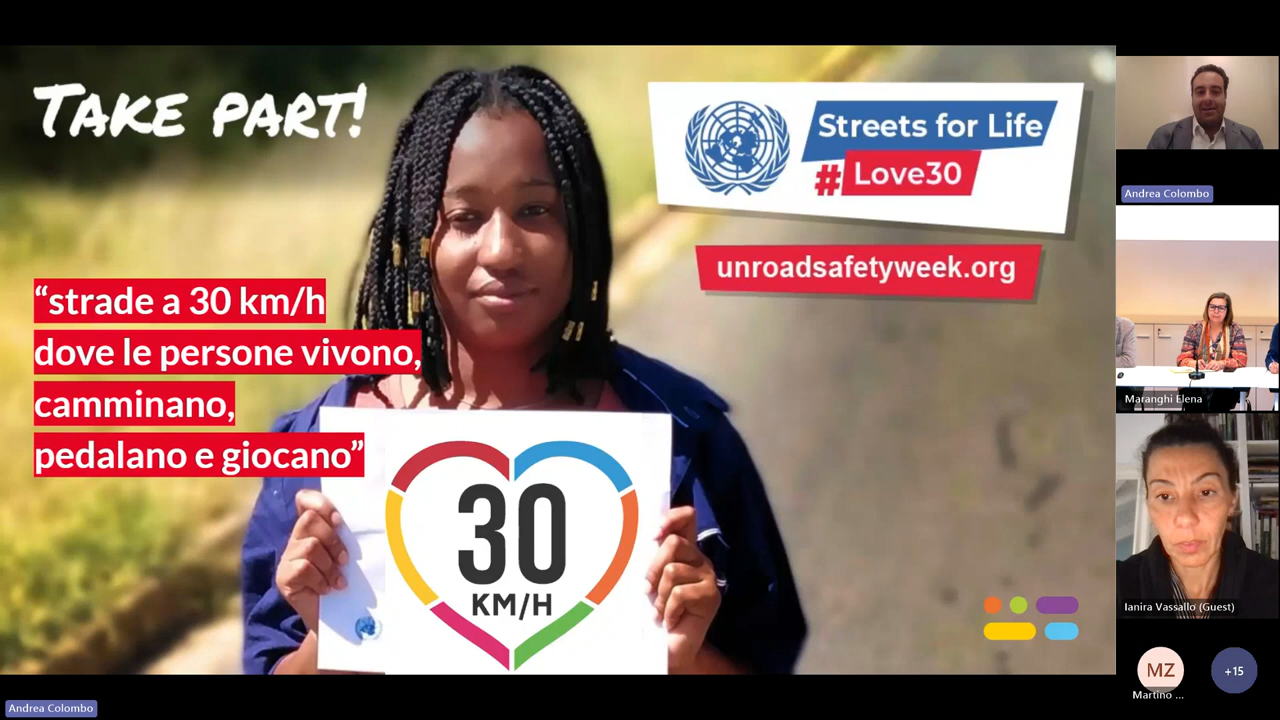 TAKE PART!
Streets for Life
#Love30
unroadsafetyweek.org
“strade a 30 km/h
dove le persone vivono,
camminano,
pedalano e giocano”
30
KM/H
Andrea Colombo
Maranghi Elena
Ianira Vassallo (Guest)
MZ
+15
Martino ...
Andrea Colombo